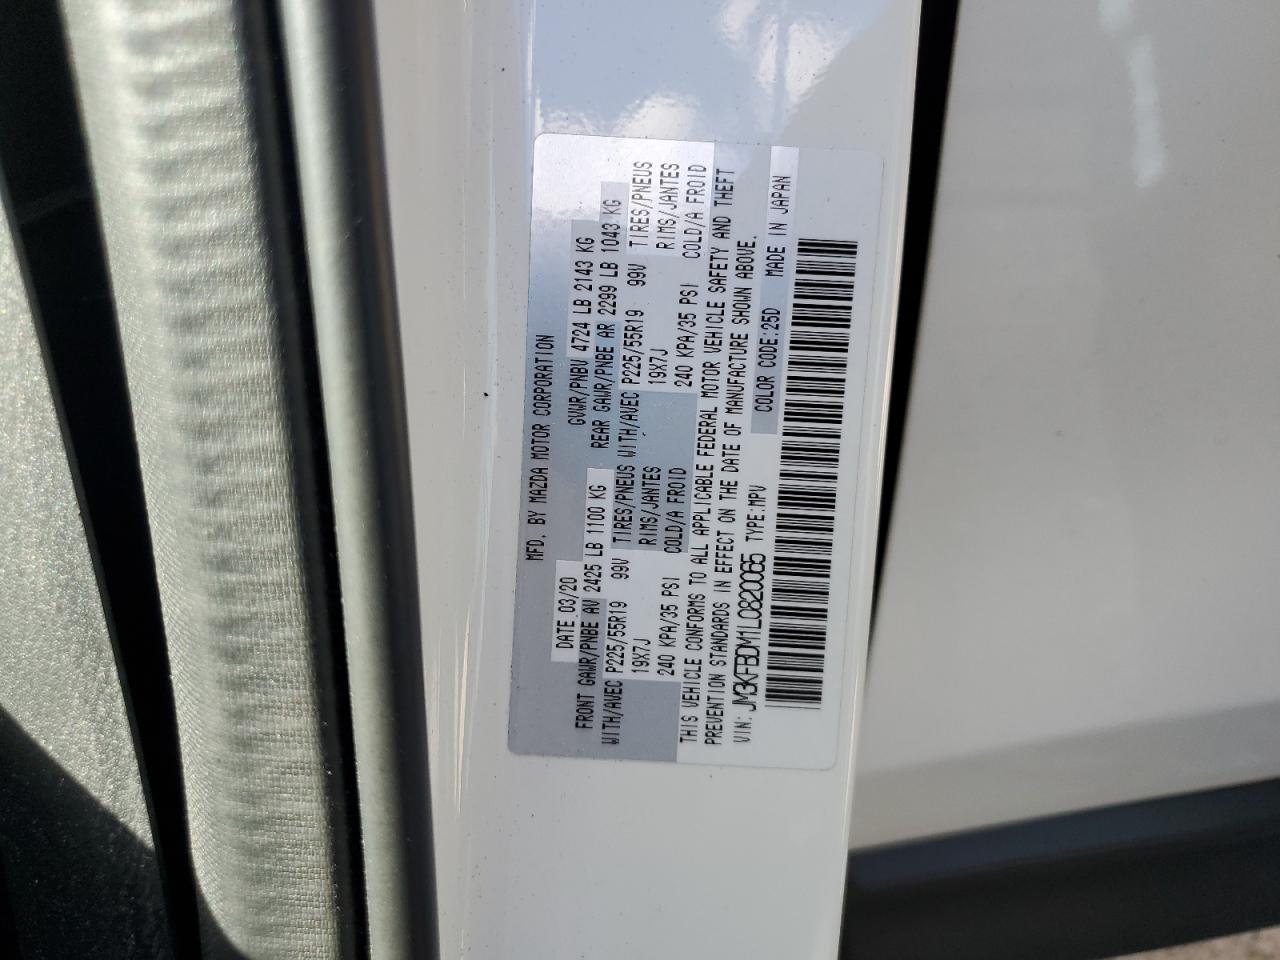 MFD. BY MAZDA MOTOR CORPORATION
DATE 03/20 GVWR/PNBV 4724 LB 2143 KG
FRONT GAWR/PNBE AV 2425 LB 1100 KG REAR GAWR/PNBE AR 2299 LB 1043 KG
WITH/AVEC P225/55R19 99V TIRES/PNEUS WITH/AVEC P225/55R19 99V TIRES/PNEUS
19X7J RIMS/JANTES 19X7J RIMS/JANTES
240 KPA/35 PSI COLD/A FROID 240 KPA/35 PSI COLD/A FROID
THIS VEHICLE CONFORMS TO ALL APPLICABLE FEDERAL MOTOR VEHICLE SAFETY AND THEFT
PREVENTION STANDARDS IN EFFECT ON THE DATE OF MANUFACTURE SHOWN ABOVE.
VIN: JM3KFBDM1L0820065 TYPE:MPV COLOR CODE:25D MADE IN JAPAN